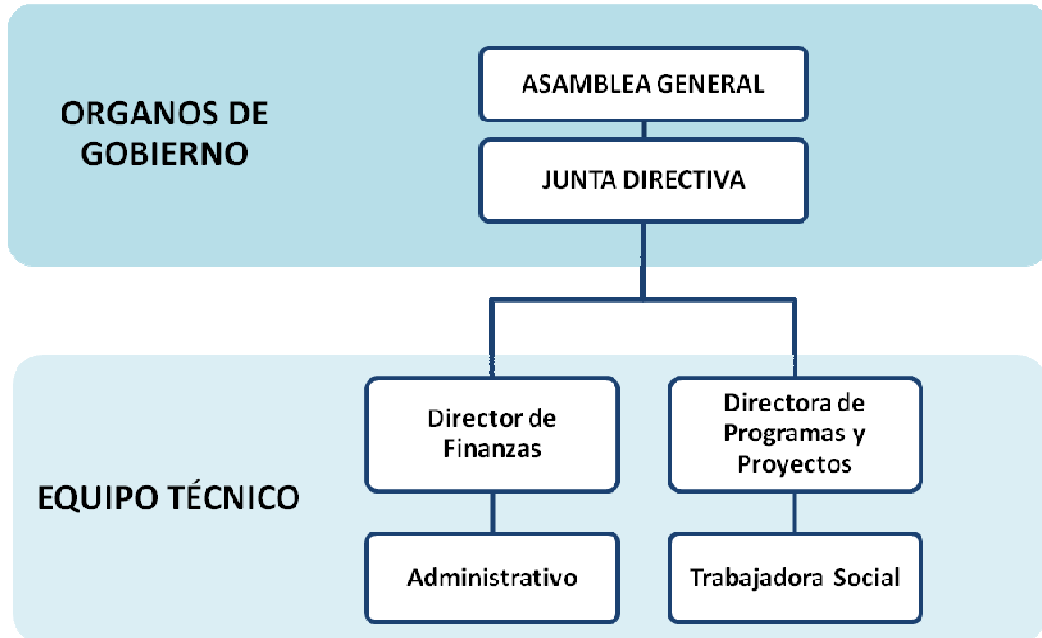 ORGANOS DE
GOBIERNO
ASAMBLEA GENERAL
JUNTA DIRECTIVA
EQUIPO TÉCNICO
Director de
Finanzas
Directora de
Programas y
Proyectos
Administrativo
Trabajadora Social